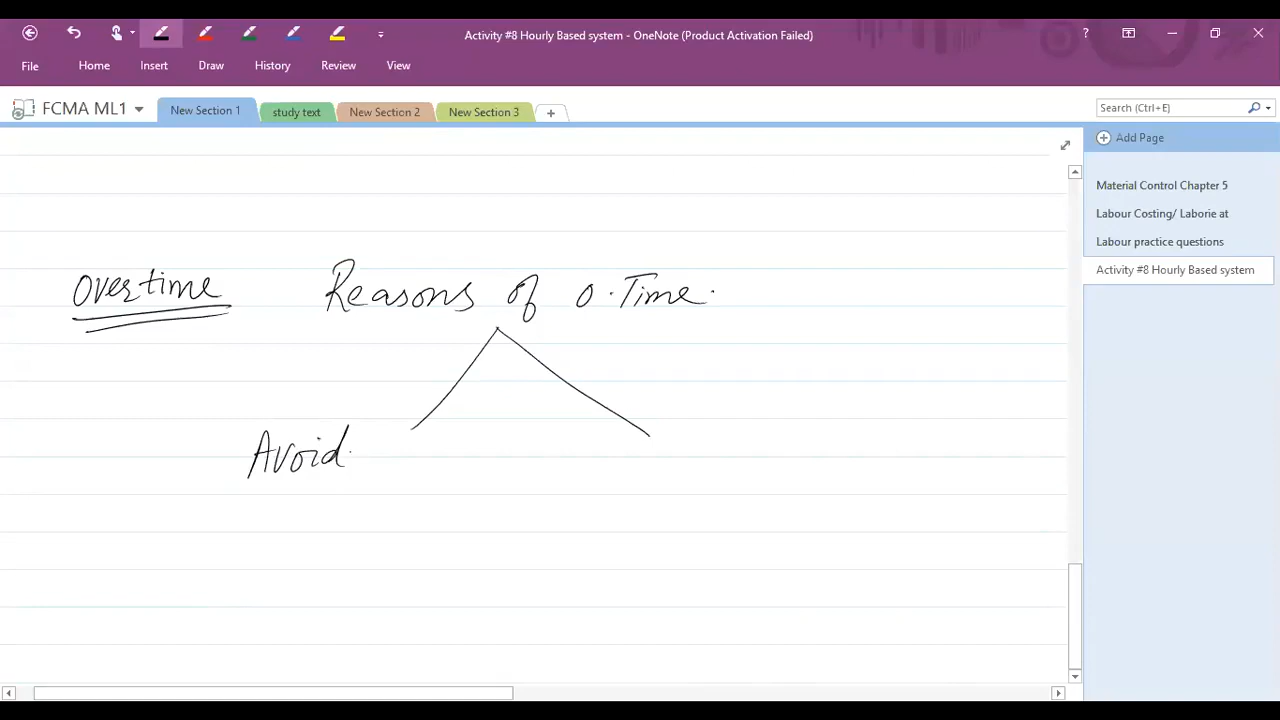 Activity #8 Hourly Based system - OneNote (Product Activation Failed)
?
File Home Insert Draw History Review View
FCMA ML1 New Section 1 study text New Section 2 New Section 3
Search (Ctrl+E)
Add Page
Material Control Chapter 5
Labour Costing/ Laborie at
Labour practice questions
Activity #8 Hourly Based system
Overtime Reasons of O.Time.
Avoid.